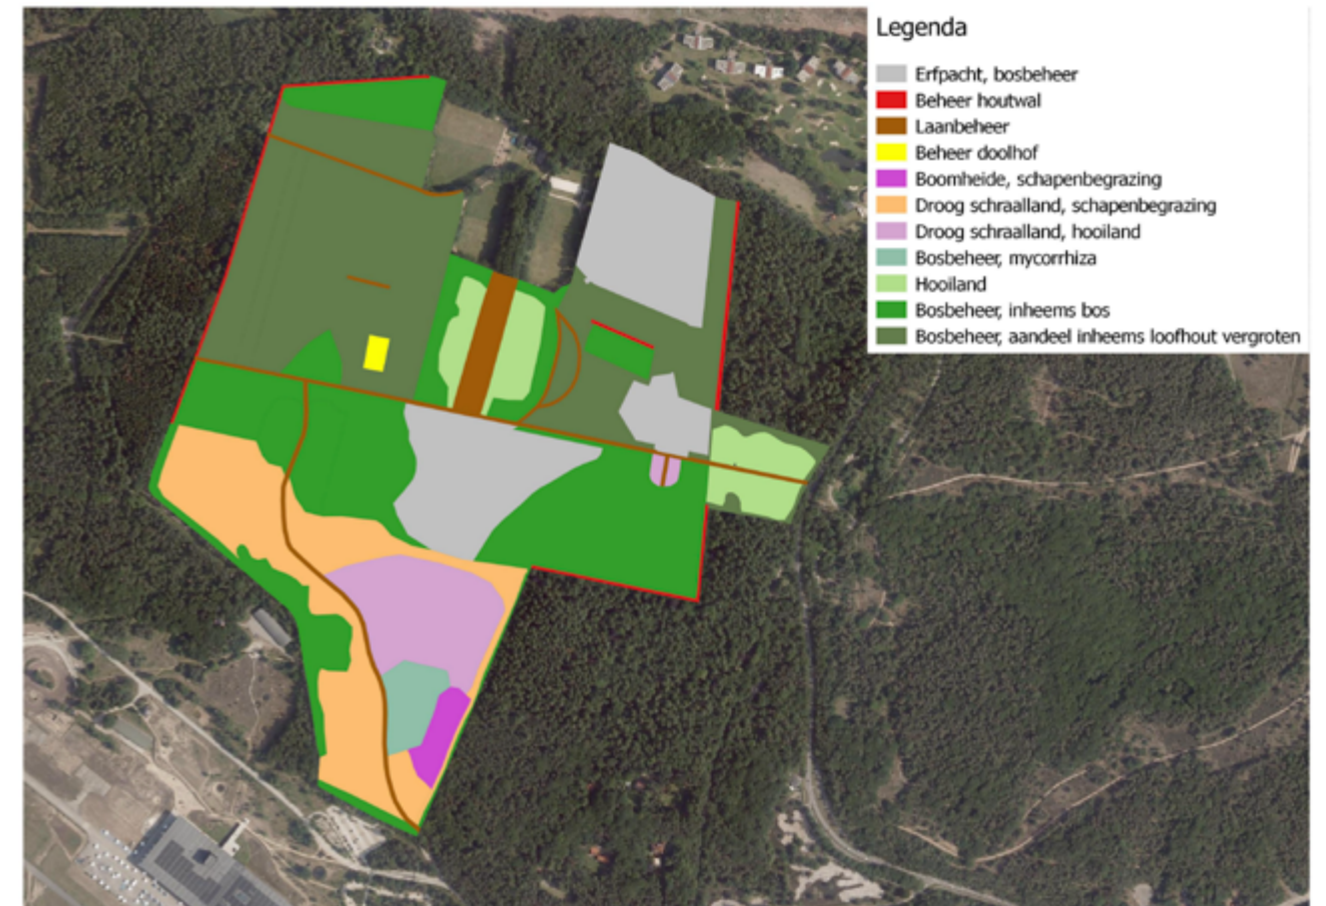 Legenda
Erfpacht, bosbeheer
Beheer houtwal
Laanbeheer
Beheer doolhof
Boomheide, schapenbegrazing
Droog schraalland, schapenbegrazing
Droog schraalland, hooiland
Bosbeheer, mycorrhiza
Hooiland
Bosbeheer, inheems bos
Bosbeheer, aandeel inheems loofhout vergroten